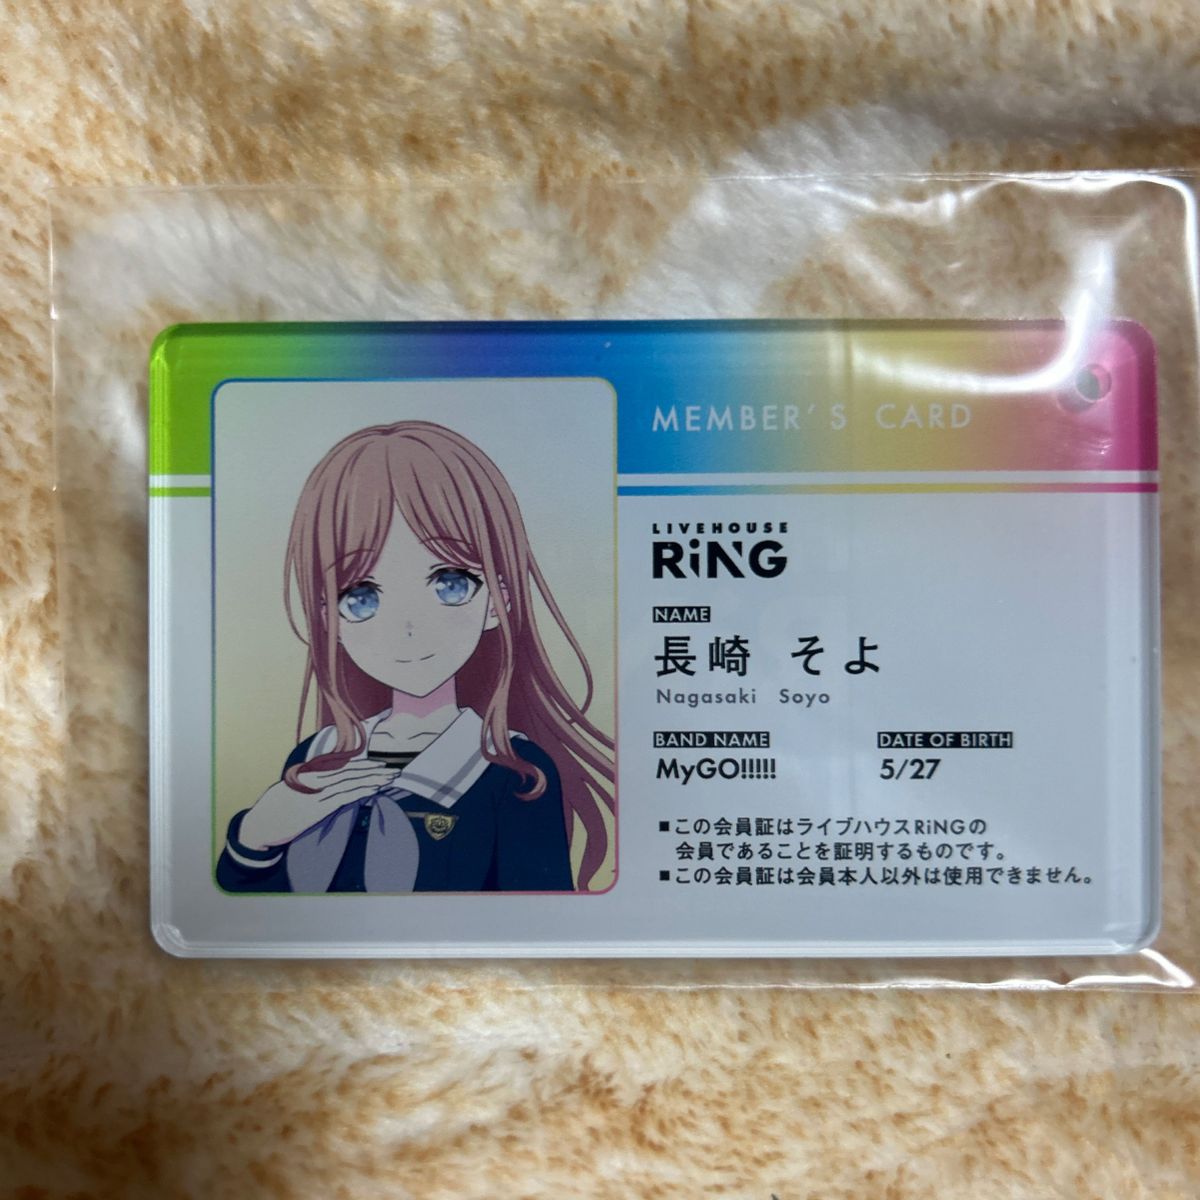 MEMBER'S CARD
LIVEHOUSE
RiNG
NAME
長崎 そよ
Nagasaki Soyo
BAND NAME
MyGO!!!!!
DATE OF BIRTH
5/27
■この会員証はライブハウスRiNGの
会員であることを証明するものです。
■この会員証は会員本人以外は使用できません。